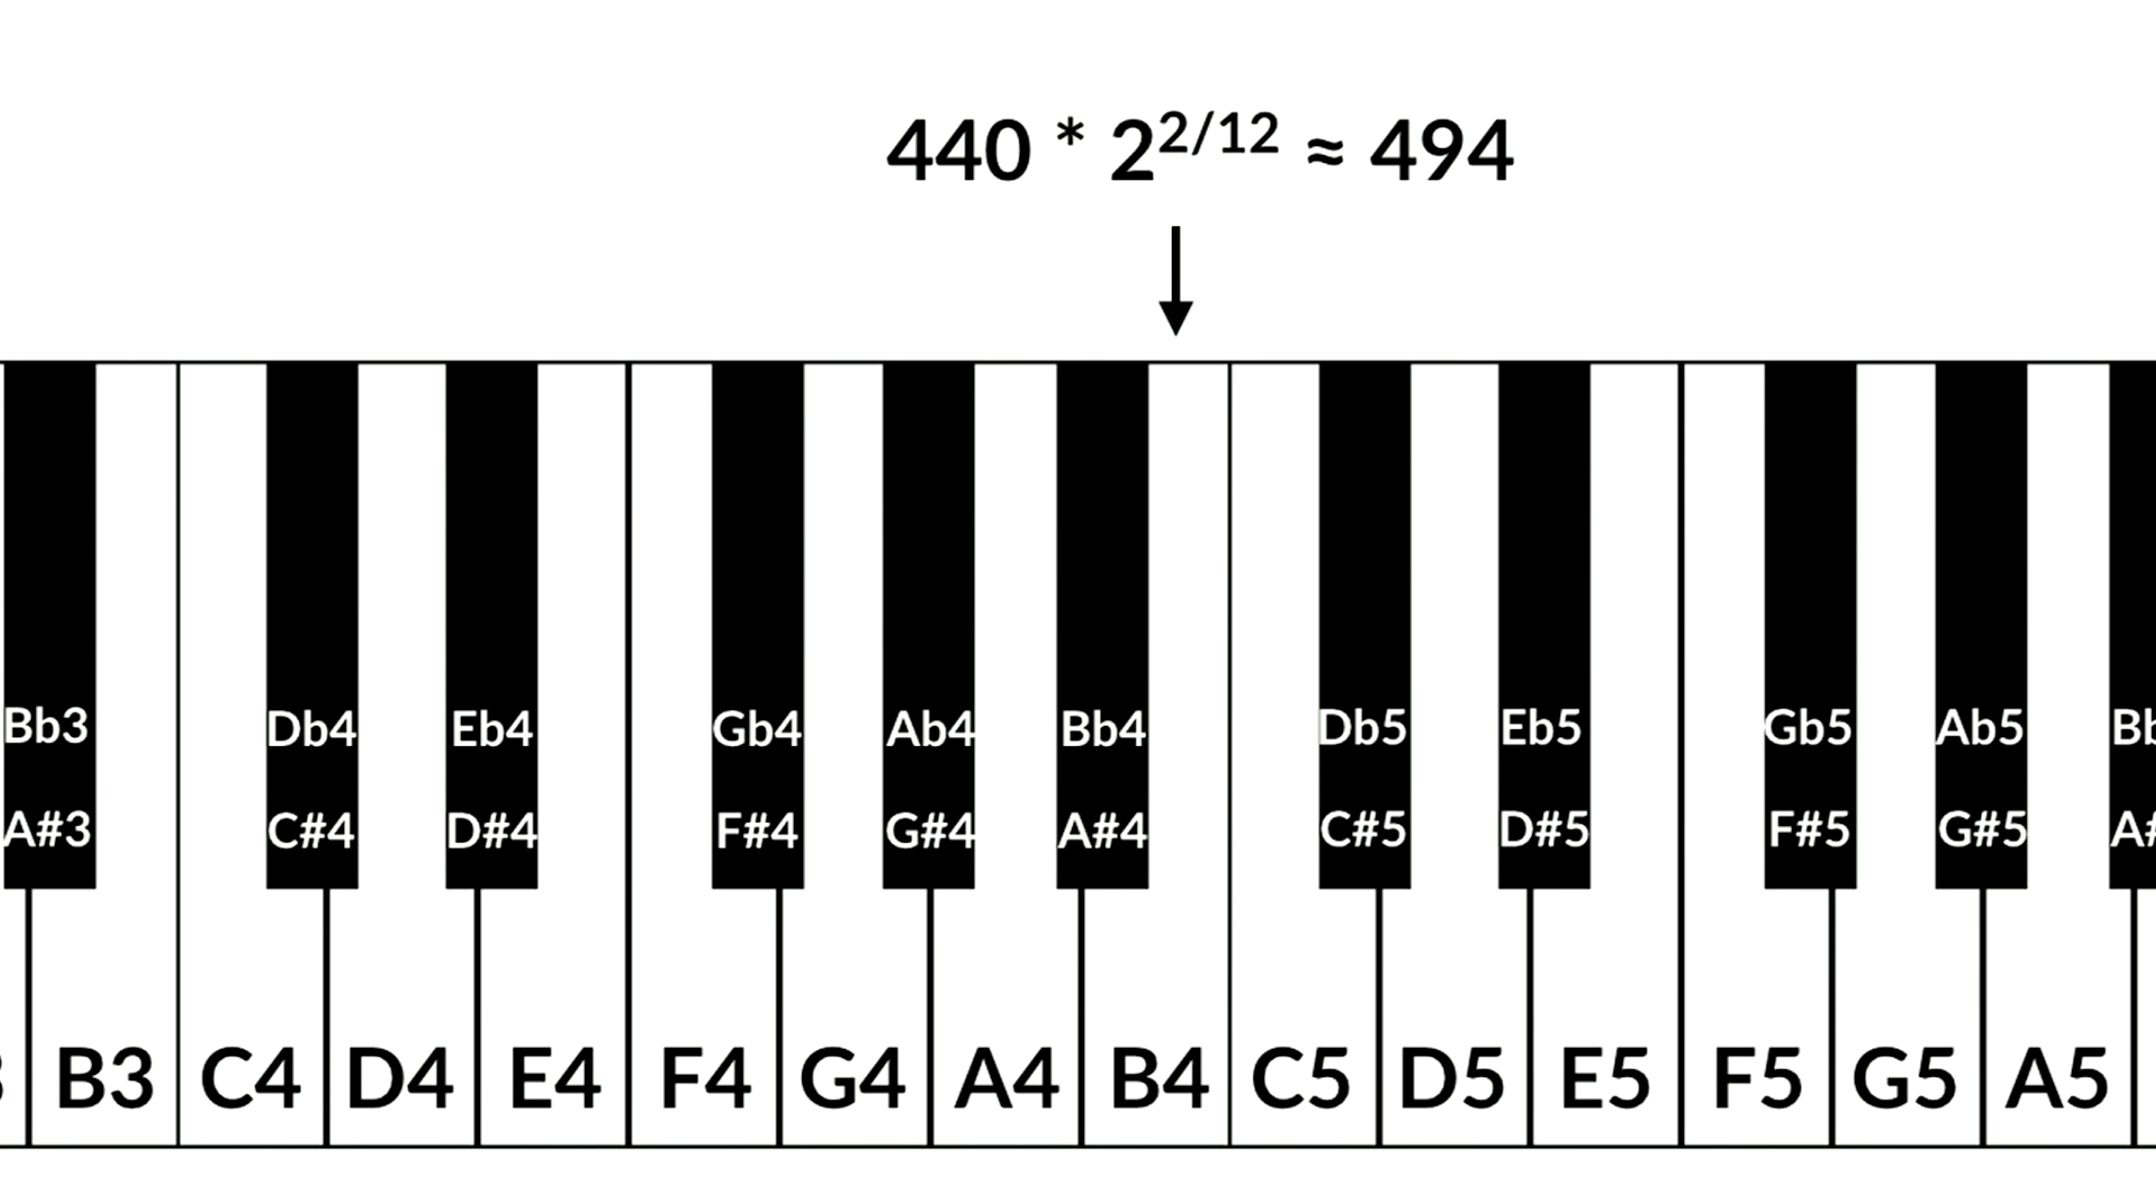 440 * 2^2/12 ≈ 494
Bb3 Db4 Eb4 Gb4 Ab4 Bb4 Db5 Eb5 Gb5 Ab5
A#3 C#4 D#4 F#4 G#4 A#4 C#5 D#5 F#5 G#5
B3 C4 D4 E4 F4 G4 A4 B4 C5 D5 E5 F5 G5 A5